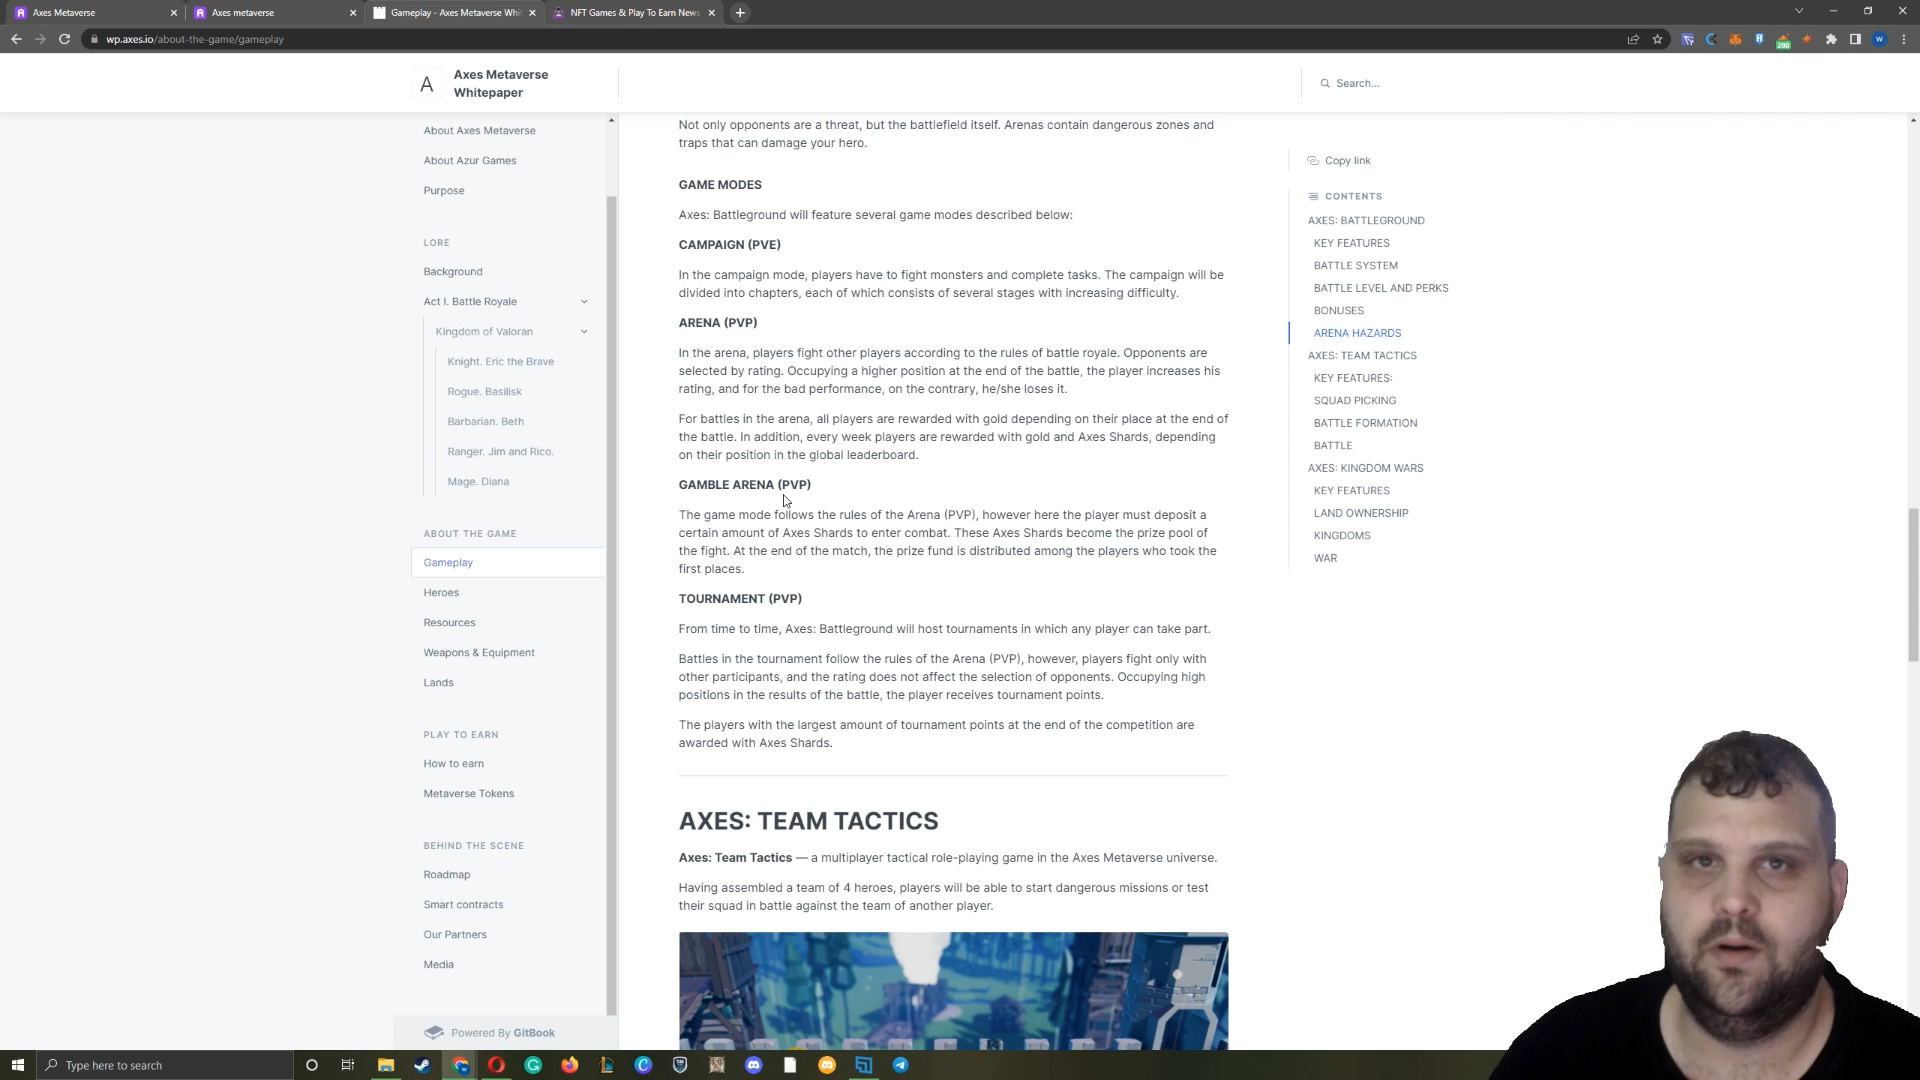 Axes Metaverse
Axes metaverse
Gameplay - Axes Metaverse Whi
NFT Games & Play To Earn News
wp.axes.io/about-the-game/gameplay
200
W
A
Axes Metaverse
Whitepaper
Search...
About Axes Metaverse
About Azur Games
Purpose
LORE
Background
Act I. Battle Royale
Kingdom of Valoran
Knight. Eric the Brave
Rogue. Basilisk
Barbarian. Beth
Ranger. Jim and Rico.
Mage. Diana
ABOUT THE GAME
Gameplay
Heroes
Resources
Weapons & Equipment
Lands
PLAY TO EARN
How to earn
Metaverse Tokens
BEHIND THE SCENE
Roadmap
Smart contracts
Our Partners
Media
Powered By GitBook
Not only opponents are a threat, but the battlefield itself. Arenas contain dangerous zones and
traps that can damage your hero.
GAME MODES
Axes: Battleground will feature several game modes described below:
CAMPAIGN (PVE)
In the campaign mode, players have to fight monsters and complete tasks. The campaign will be
divided into chapters, each of which consists of several stages with increasing difficulty.
ARENA (PVP)
In the arena, players fight other players according to the rules of battle royale. Opponents are
selected by rating. Occupying a higher position at the end of the battle, the player increases his
rating, and for the bad performance, on the contrary, he/she loses it.
For battles in the arena, all players are rewarded with gold depending on their place at the end of
the battle. In addition, every week players are rewarded with gold and Axes Shards, depending
on their position in the global leaderboard.
GAMBLE ARENA (PVP)
The game mode follows the rules of the Arena (PVP), however here the player must deposit a
certain amount of Axes Shards to enter combat. These Axes Shards become the prize pool of
the fight. At the end of the match, the prize fund is distributed among the players who took the
first places.
TOURNAMENT (PVP)
From time to time, Axes: Battleground will host tournaments in which any player can take part.
Battles in the tournament follow the rules of the Arena (PVP), however, players fight only with
other participants, and the rating does not affect the selection of opponents. Occupying high
positions in the results of the battle, the player receives tournament points.
The players with the largest amount of tournament points at the end of the competition are
awarded with Axes Shards.
AXES: TEAM TACTICS
Axes: Team Tactics — a multiplayer tactical role-playing game in the Axes Metaverse universe.
Having assembled a team of 4 heroes, players will be able to start dangerous missions or test
their squad in battle against the team of another player.
Copy link
CONTENTS
AXES: BATTLEGROUND
KEY FEATURES
BATTLE SYSTEM
BATTLE LEVEL AND PERKS
BONUSES
ARENA HAZARDS
AXES: TEAM TACTICS
KEY FEATURES:
SQUAD PICKING
BATTLE FORMATION
BATTLE
AXES: KINGDOM WARS
KEY FEATURES
LAND OWNERSHIP
KINGDOMS
WAR
Type here to search